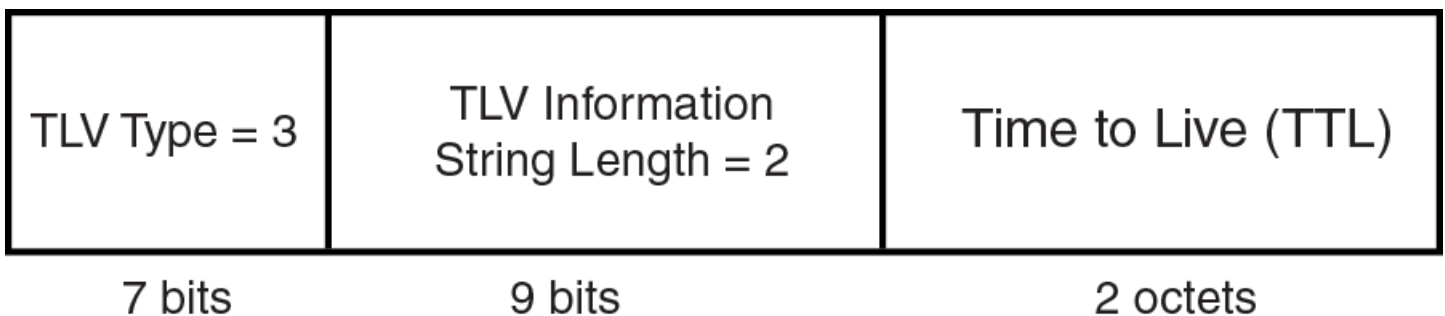 TLV Type = 3
TLV Information
String Length = 2
Time to Live (TTL)
7 bits
9 bits
2 octets